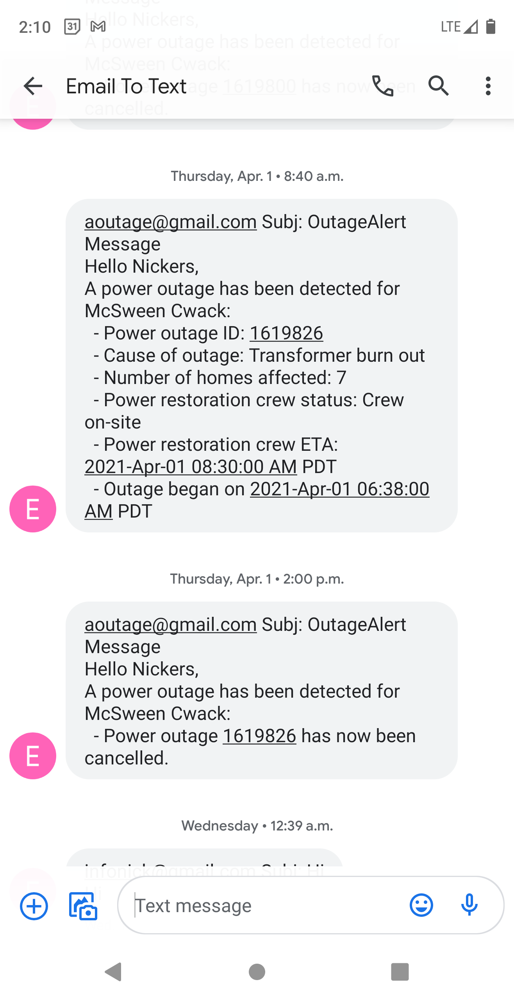 Message
2:10 31 Hello Nickers, LTE
A power outage has been detected for
McSween Cwack:
Email To Text
1619800 has now been
cancelled.
Thursday, Apr. 1 • 8:40 a.m.
aoutage@gmail.com Subj: OutageAlert
Message
Hello Nickers,
A power outage has been detected for
McSween Cwack:
- Power outage ID: 1619826
- Cause of outage: Transformer burn out
- Number of homes affected: 7
- Power restoration crew status: Crew
on-site
- Power restoration crew ETA:
2021-Apr-01 08:30:00 AM PDT
- Outage began on 2021-Apr-01 06:38:00
AM PDT
E
Thursday, Apr. 1 • 2:00 p.m.
aoutage@gmail.com Subj: OutageAlert
Message
Hello Nickers,
A power outage has been detected for
McSween Cwack:
- Power outage 1619826 has now been
cancelled.
E
Wednesday • 12:39 a.m.
infonick@gmail.com Subj: Hi
Text message